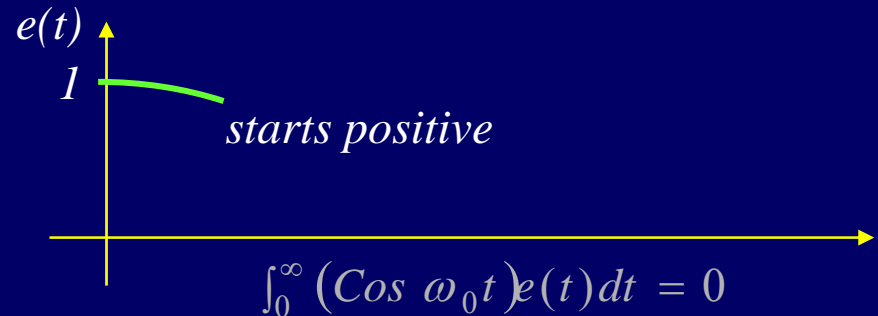 e(t)
1
starts positive
∫₀^∞ (Cos ω₀t)e(t)dt = 0